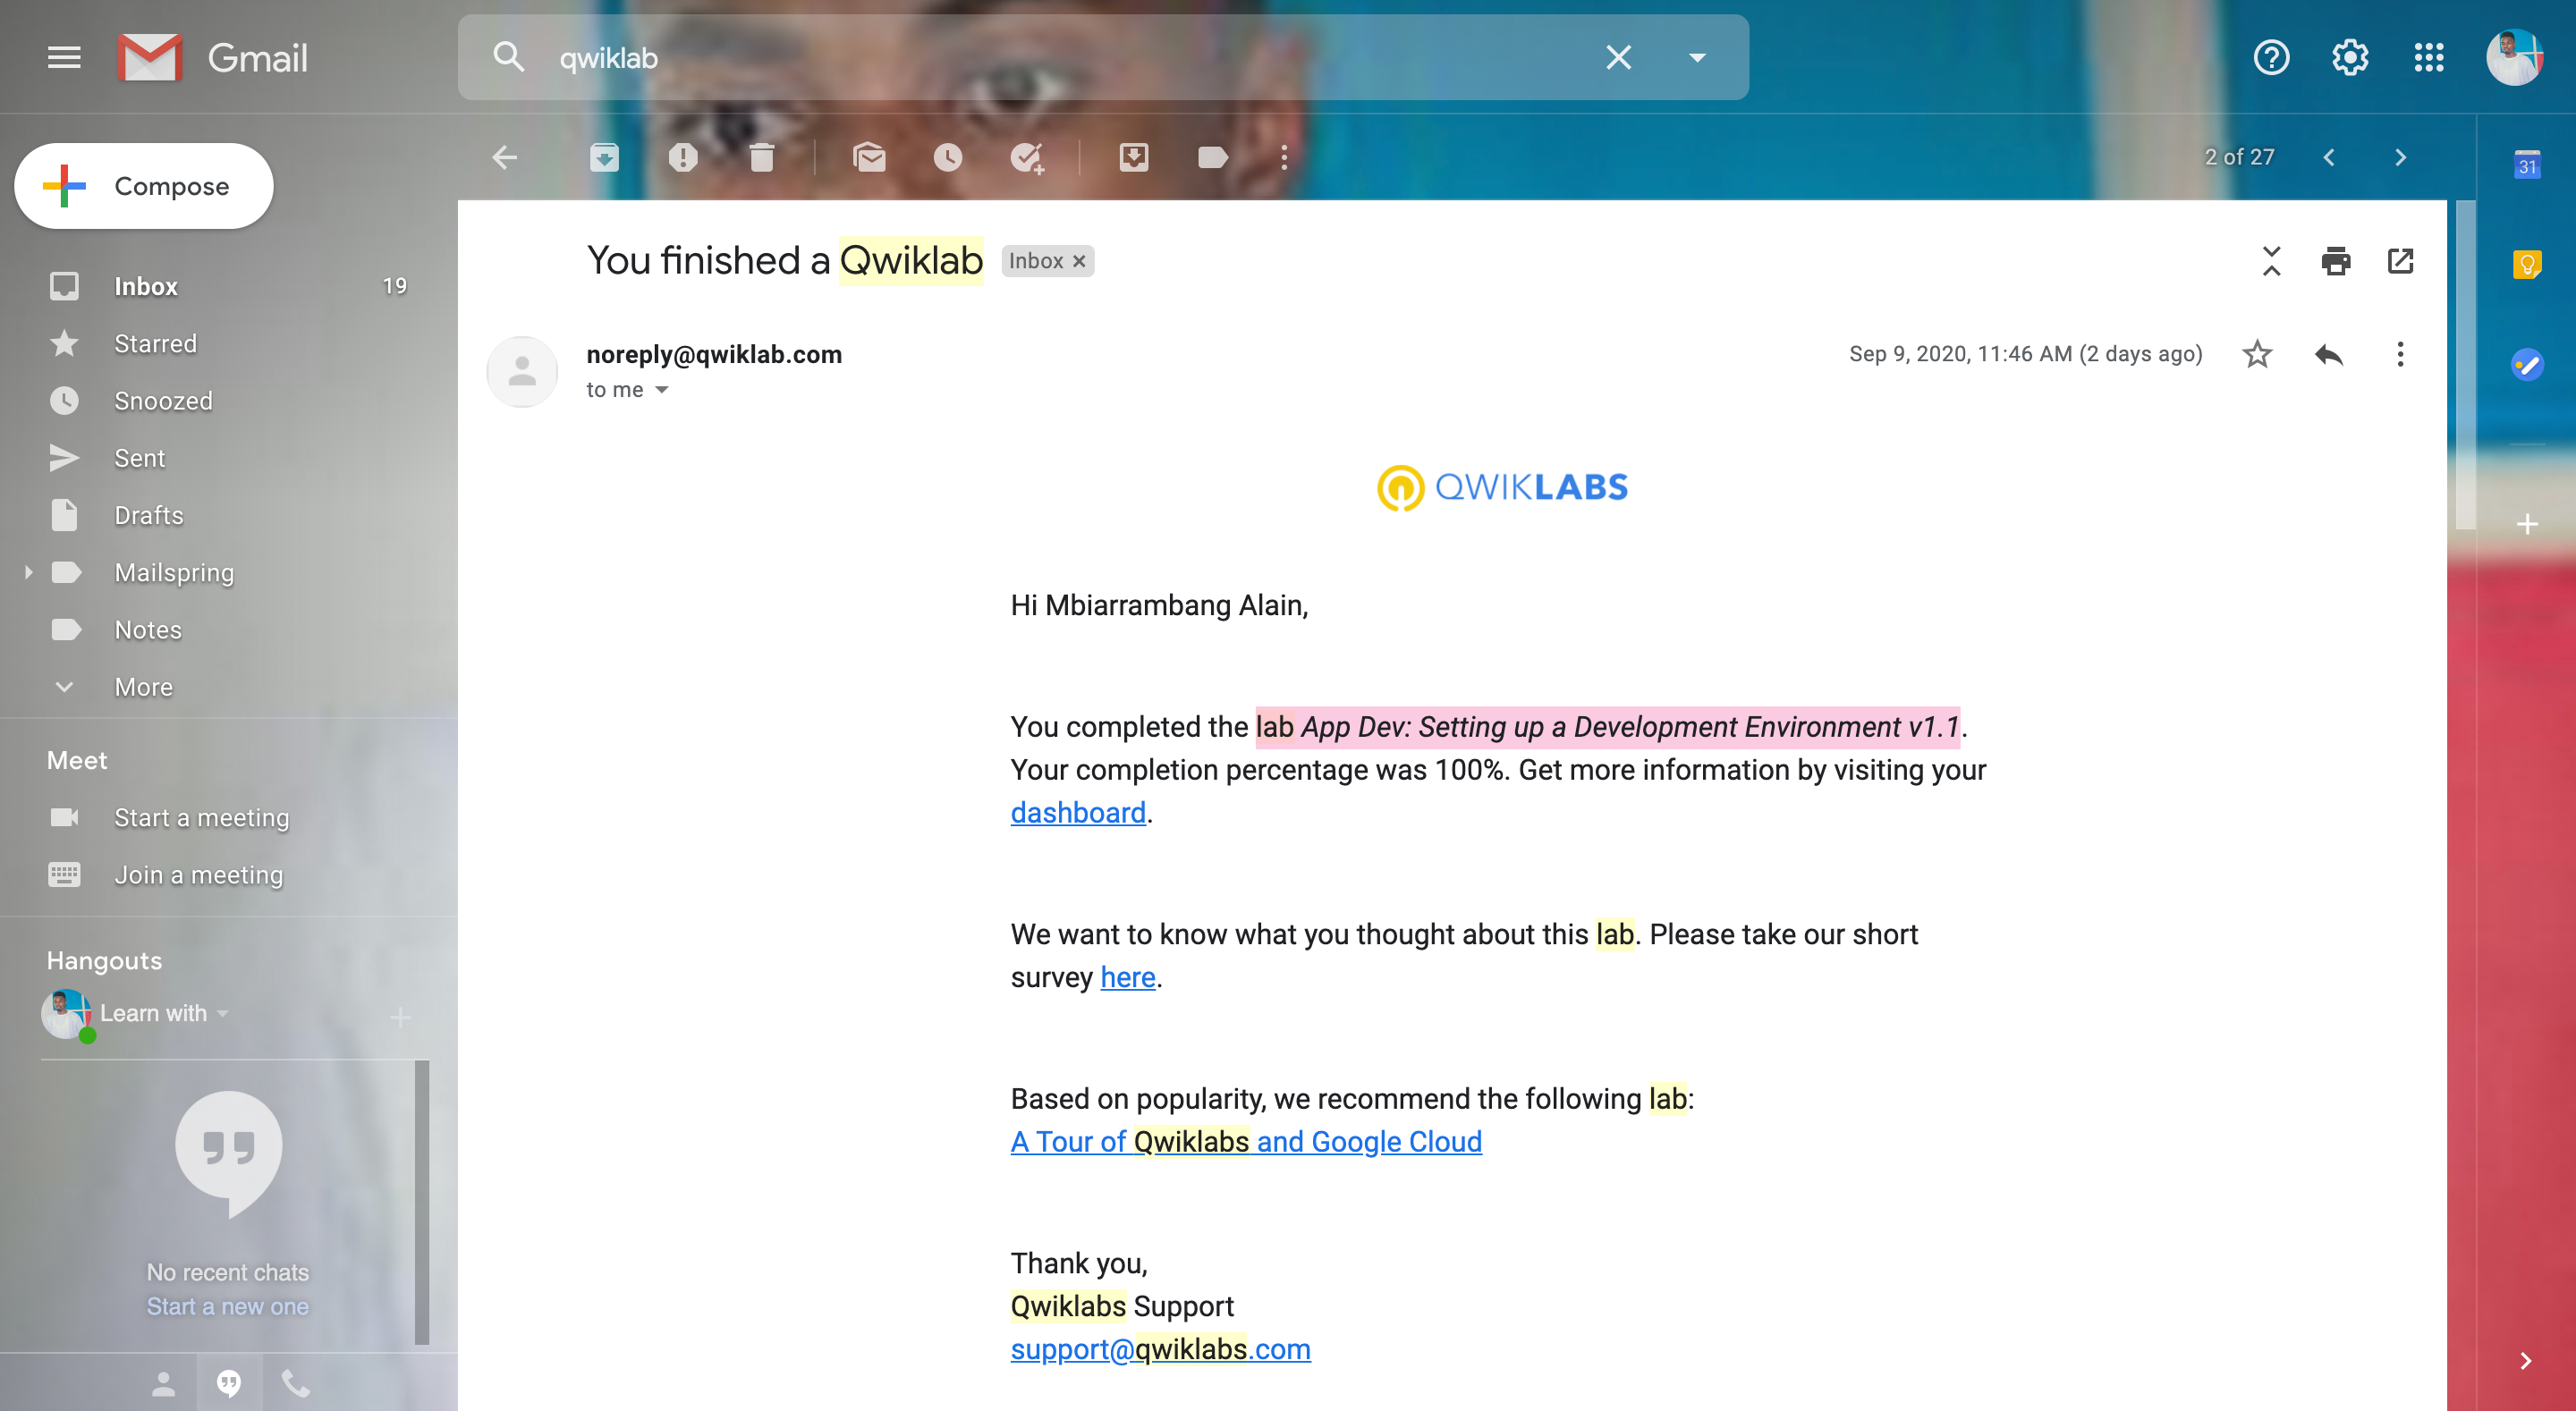 Gmail
qwiklab
Compose
2 of 27
31
You finished a Qwiklab Inbox ×
Inbox 19
Starred
Snoozed
Sent
Drafts
Mailspring
Notes
More
noreply@qwiklab.com
Sep 9, 2020, 11:46 AM (2 days ago)
to me
QWIKLABS
Hi Mbiarrambang Alain,
You completed the lab App Dev: Setting up a Development Environment v1.1.
Your completion percentage was 100%. Get more information by visiting your
dashboard.
We want to know what you thought about this lab. Please take our short
survey here.
Based on popularity, we recommend the following lab:
A Tour of Qwiklabs and Google Cloud
Thank you,
Qwiklabs Support
support@qwiklabs.com
Meet
Start a meeting
Join a meeting
Hangouts
Learn with
No recent chats
Start a new one